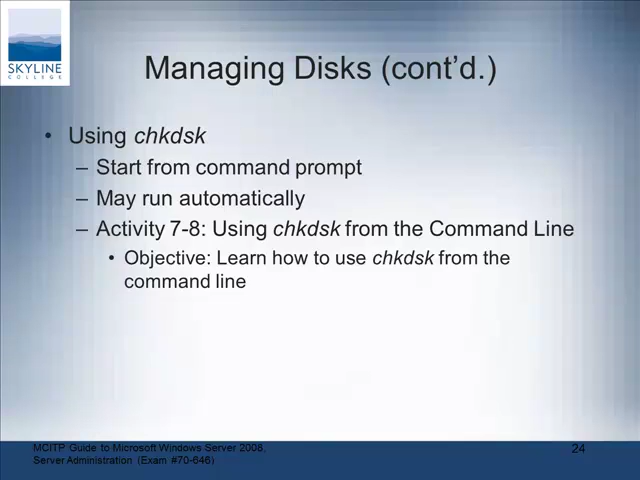 SKYLINE
COLLEGE
Managing Disks (cont’d.)
• Using chkdsk
– Start from command prompt
– May run automatically
– Activity 7-8: Using chkdsk from the Command Line
• Objective: Learn how to use chkdsk from the
command line
MCITP Guide to Microsoft Windows Server 2008,
Server Administration (Exam #70-646)
24